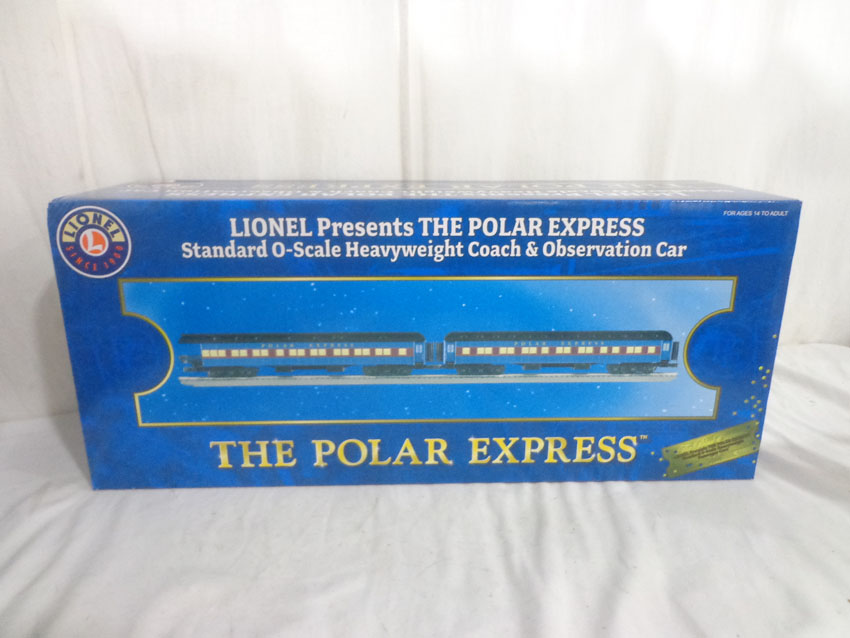 LIONEL
SINCE 1900
FOR AGES 14 TO ADULT
LIONEL Presents THE POLAR EXPRESS
Standard O-Scale Heavyweight Coach & Observation Car
POLAR EXPRESS
POLAR EXPRESS
THE POLAR EXPRESS™